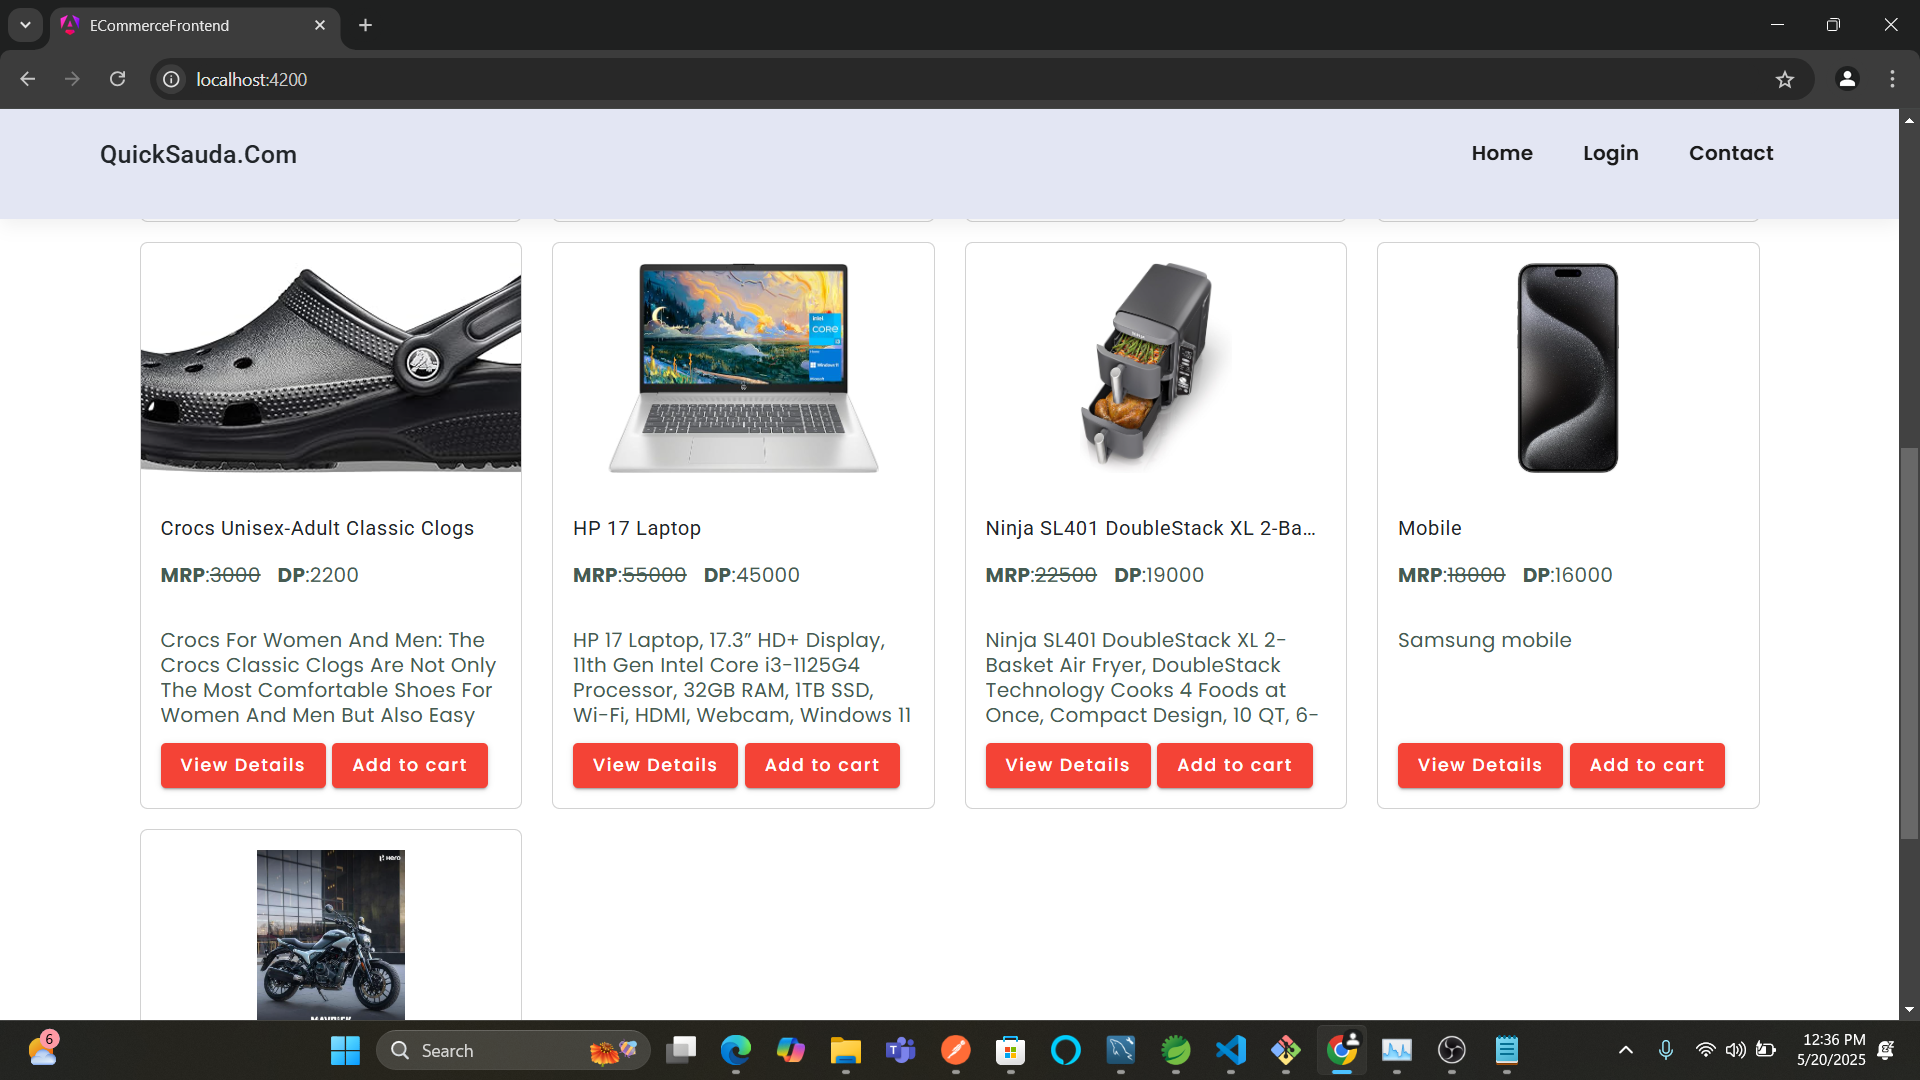 ECommerceFrontend
localhost:4200
QuickSauda.Com
Home Login Contact
intel
CORE
Windows 11
Crocs Unisex-Adult Classic Clogs
MRP:3000 DP:2200
Crocs For Women And Men: The
Crocs Classic Clogs Are Not Only
The Most Comfortable Shoes For
Women And Men But Also Easy
View Details Add to cart
HP 17 Laptop
MRP:55000 DP:45000
HP 17 Laptop, 17.3” HD+ Display,
11th Gen Intel Core i3-1125G4
Processor, 32GB RAM, 1TB SSD,
Wi-Fi, HDMI, Webcam, Windows 11
View Details Add to cart
Ninja SL401 DoubleStack XL 2-Ba...
MRP:22500 DP:19000
Ninja SL401 DoubleStack XL 2-
Basket Air Fryer, DoubleStack
Technology Cooks 4 Foods at
Once, Compact Design, 10 QT, 6-
View Details Add to cart
Mobile
MRP:18000 DP:16000
Samsung mobile
View Details Add to cart
Hero
MAVRICK
6
Search
12:36 PM
5/20/2025